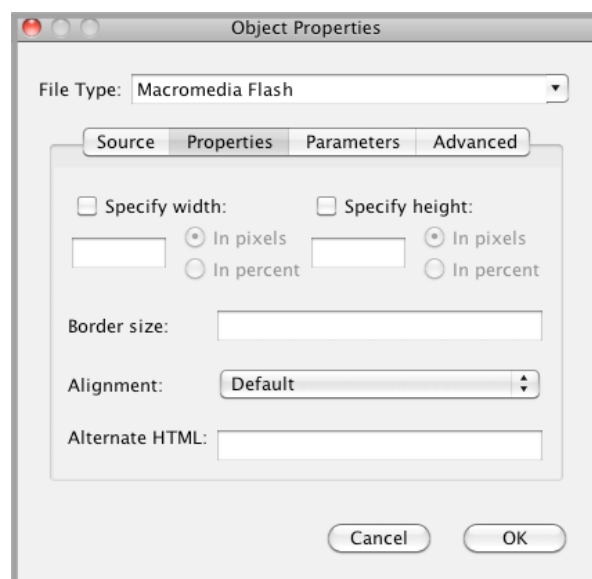 Object Properties
File Type: Macromedia Flash
Source Properties Parameters Advanced
Specify width: Specify height:
In pixels In pixels
In percent In percent
Border size:
Alignment: Default
Alternate HTML:
Cancel OK